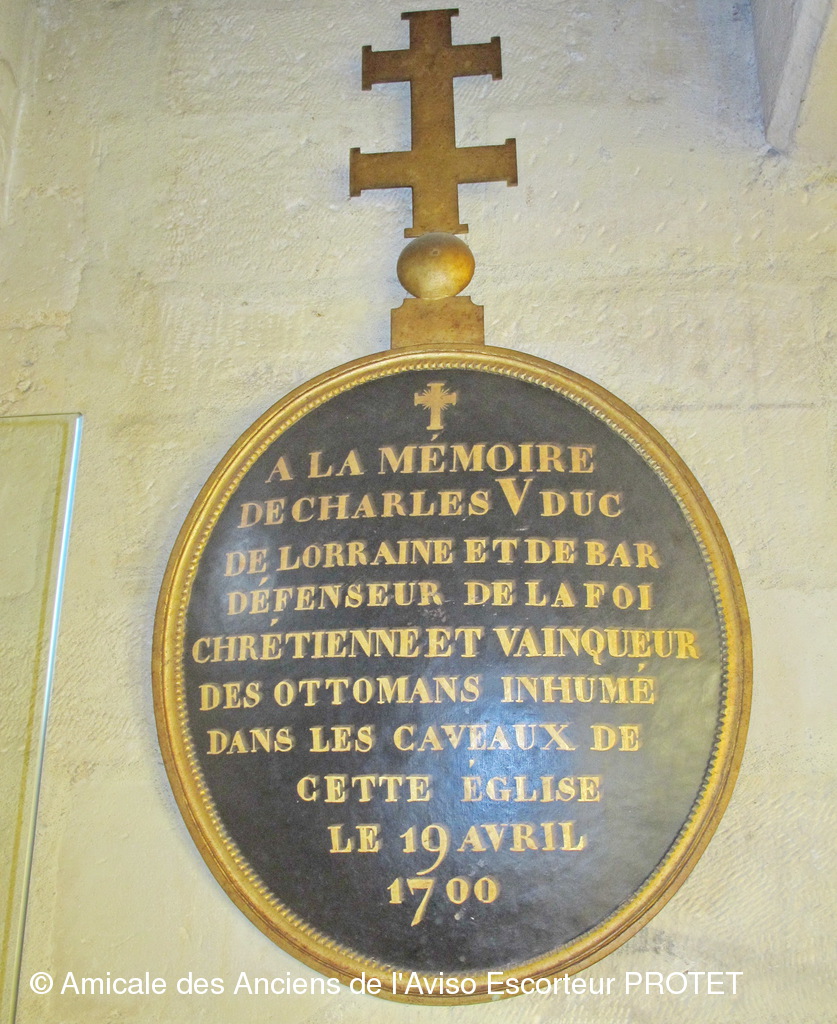 A LA MÉMOIRE
DE CHARLES V DUC
DE LORRAINE ET DE BAR
DÉFENSEUR DE LA FOI
CHRÉTIENNE ET VAINQUEUR
DES OTTOMANS INHUMÉ
DANS LES CAVEAUX DE
CETTE ÉGLISE
LE 19 AVRIL
1700
© Amicale des Anciens de l'Aviso Escorteur PROTET